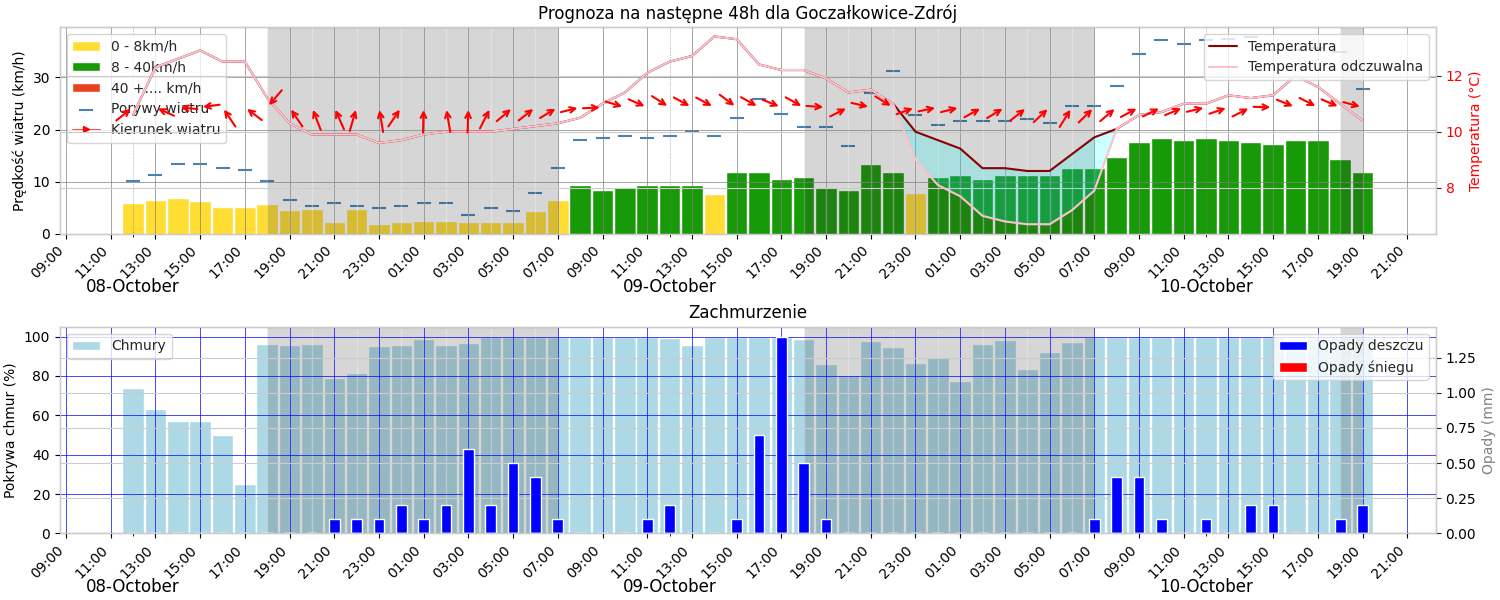 Prognoza na następne 48h dla Goczałkowice-Zdrój
Prędkość wiatru (km/h)
0 - 8km/h
8 - 40km/h
40 +.... km/h
Porywy wiatru
Kierunek wiatru
Temperatura
Temperatura odczuwalna
30
20
10
0
12
10
8
Temperatura (°C)
09:00 11:00 13:00 15:00 17:00 19:00 21:00 23:00 01:00 03:00 05:00 07:00 09:00 11:00 13:00 15:00 17:00 19:00 21:00 23:00 01:00 03:00 05:00 07:00 09:00 11:00 13:00 15:00 17:00 19:00 21:00
08-October 09-October 10-October
Zachmurzenie
Pokrywa chmur (%)
Chmury
Opady deszczu
Opady śniegu
100
80
60
40
20
0
1.25
1.00
0.75
0.50
0.25
0.00
Opady (mm)
09:00 11:00 13:00 15:00 17:00 19:00 21:00 23:00 01:00 03:00 05:00 07:00 09:00 11:00 13:00 15:00 17:00 19:00 21:00 23:00 01:00 03:00 05:00 07:00 09:00 11:00 13:00 15:00 17:00 19:00 21:00
08-October 09-October 10-October